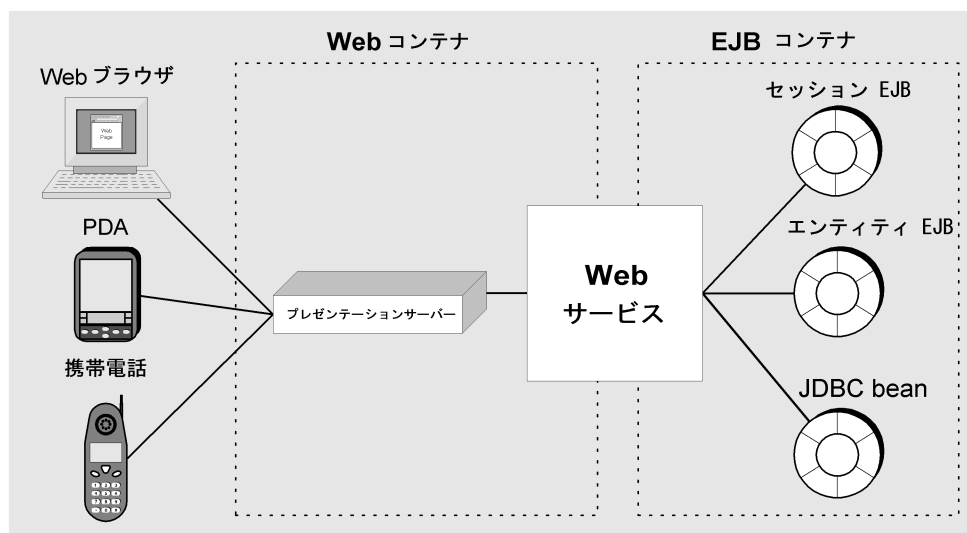 Web コンテナ
EJB コンテナ
Web ブラウザ
Web
Page
PDA
携帯電話
プレゼンテーションサーバー
Web
サービス
セッション EJB
エンティティ EJB
JDBC bean